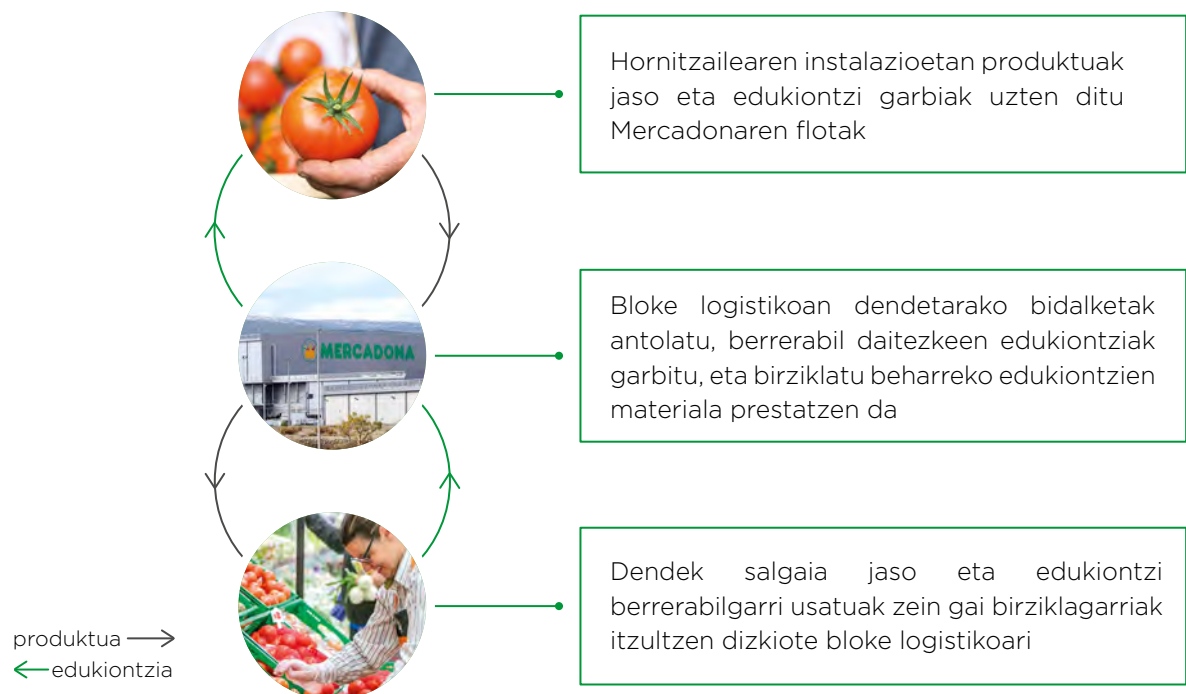 Hornitzailearen instalazioetan produktuak
jaso eta edukiontzi garbiak uzten ditu
Mercadonaren flotak
MERCADONA
Bloke logistikoan dendetarako bidalketak
antolatu, berrerabil daitezkeen edukiontziak
garbitu, eta birziklatu beharreko edukiontzien
materiala prestatzen da
Dendek salgaia jaso eta edukiontzi
berrerabilgarri usatuak zein gai birziklagarriak
itzultzen dizkiote bloke logistikoari
produktua
edukiontzia